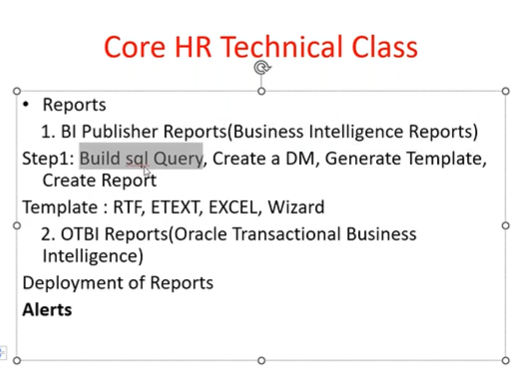 Core HR Technical Class
• Reports
1. BI Publisher Reports(Business Intelligence Reports)
Step1: Build sql Query, Create a DM, Generate Template,
Create Report
Template : RTF, ETEXT, EXCEL, Wizard
2. OTBI Reports(Oracle Transactional Business
Intelligence)
Deployment of Reports
Alerts